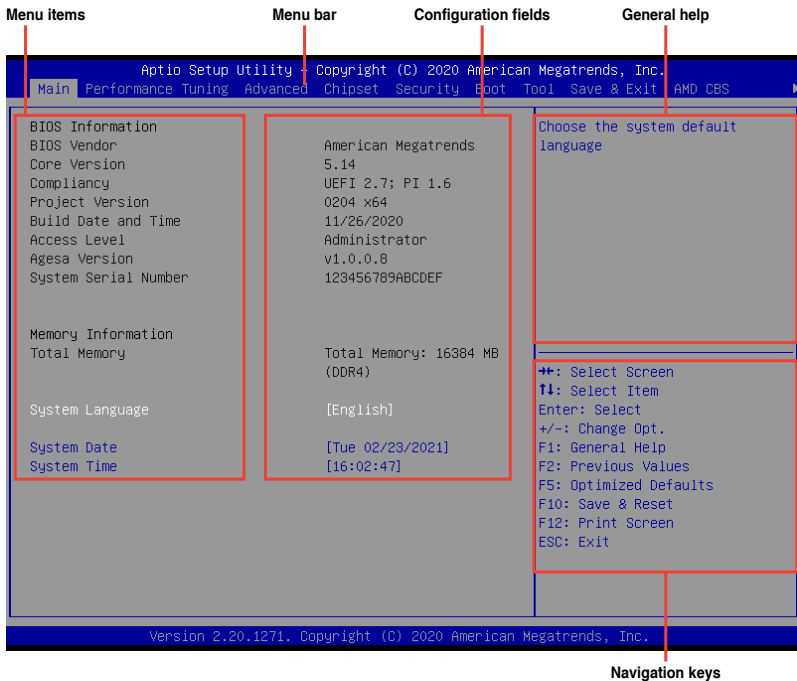 Menu items Menu bar Configuration fields General help
Aptio Setup Utility - Copyright (C) 2020 American Megatrends, Inc.
Main Performance Tuning Advanced Chipset Security Boot Tool Save & Exit AMD CBS
BIOS Information
BIOS Vendor American Megatrends
Core Version 5.14
Compliancy UEFI 2.7; PI 1.6
Project Version 0204 x64
Build Date and Time 11/26/2020
Access Level Administrator
Agesa Version v1.0.0.8
System Serial Number 123456789ABCDEF
Memory Information
Total Memory Total Memory: 16384 MB
(DDR4)
System Language [English]
System Date [Tue 02/23/2021]
System Time [16:02:47]
Choose the system default
language
→←: Select Screen
↑↓: Select Item
Enter: Select
+/-: Change Opt.
F1: General Help
F2: Previous Values
F5: Optimized Defaults
F10: Save & Reset
F12: Print Screen
ESC: Exit
Version 2.20.1271. Copyright (C) 2020 American Megatrends, Inc.
Navigation keys